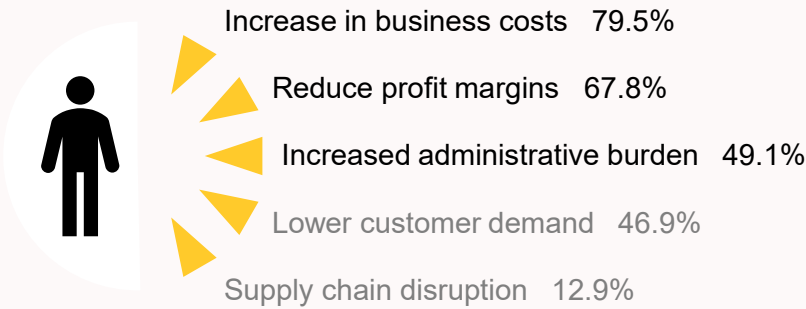 Increase in business costs 79.5%
Reduce profit margins 67.8%
Increased administrative burden 49.1%
Lower customer demand 46.9%
Supply chain disruption 12.9%